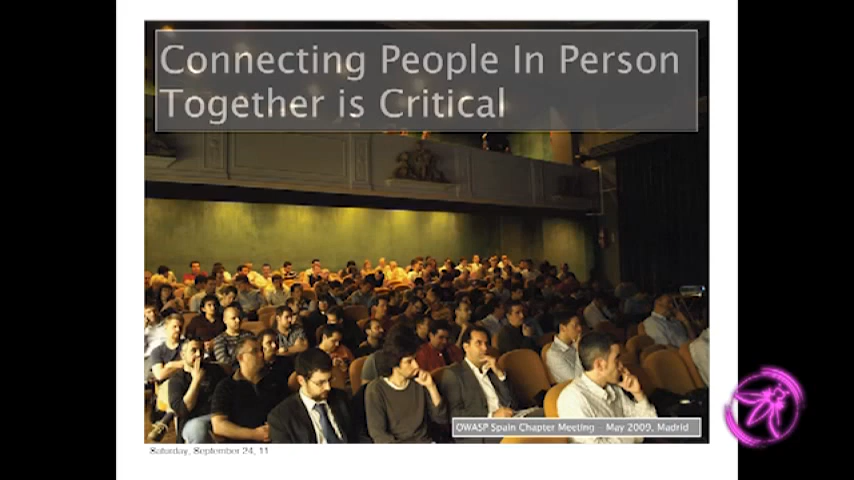 Connecting People In Person
Together is Critical
OWASP Spain Chapter Meeting - May 2009, Madrid
Saturday, September 24, 11